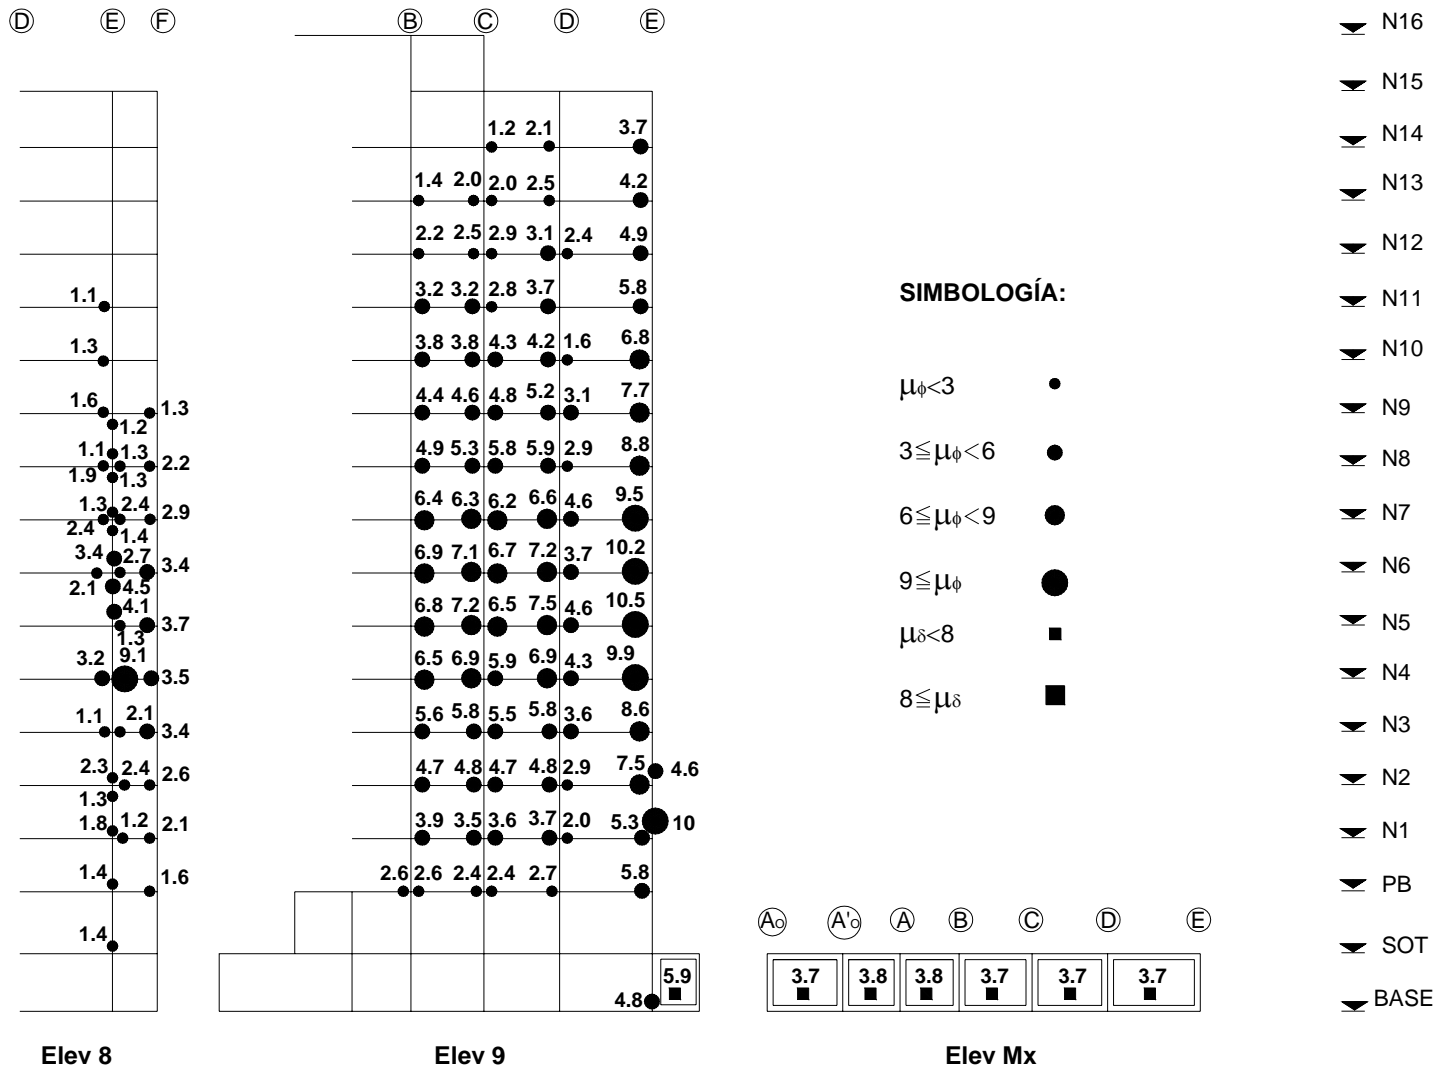 D E F B C D E N16
N15
1.2 2.1 3.7 N14
1.4 2.0 2.0 2.5 4.2 N13
2.2 2.5 2.9 3.1 2.4 4.9 N12
SIMBOLOGÍA:
1.1 3.2 3.2 2.8 3.7 5.8 N11
1.3 3.8 3.8 4.3 4.2 1.6 6.8 N10
μϕ<3
1.6 1.3 4.4 4.6 4.8 5.2 3.1 7.7 N9
1.2
3≦μϕ<6
1.1 1.3 2.2 4.9 5.3 5.8 5.9 2.9 8.8 N8
1.9 1.3
6≦μϕ<9
1.3 2.4 2.9 6.4 6.3 6.2 6.6 4.6 9.5 N7
2.4 1.4
3.4 2.7 3.4 6.9 7.1 6.7 7.2 3.7 10.2 N6
2.1 4.5
9≦μϕ
4.1 3.7 6.8 7.2 6.5 7.5 4.6 10.5 N5
1.3
μδ<8
3.2 9.1 3.5 6.5 6.9 5.9 6.9 4.3 9.9 N4
8≦μδ
1.1 2.1 3.4 5.6 5.8 5.5 5.8 3.6 8.6 N3
2.3 2.4 2.6 4.7 4.8 4.7 4.8 2.9 7.5 4.6 N2
1.3
1.8 1.2 2.1 3.9 3.5 3.6 3.7 2.0 5.3 10 N1
1.4 1.6 2.6 2.6 2.4 2.4 2.7 5.8 PB
Ao A'o A B C D E
1.4 SOT
5.9 3.7 3.8 3.8 3.7 3.7 3.7
4.8 BASE
Elev 8 Elev 9 Elev Mx